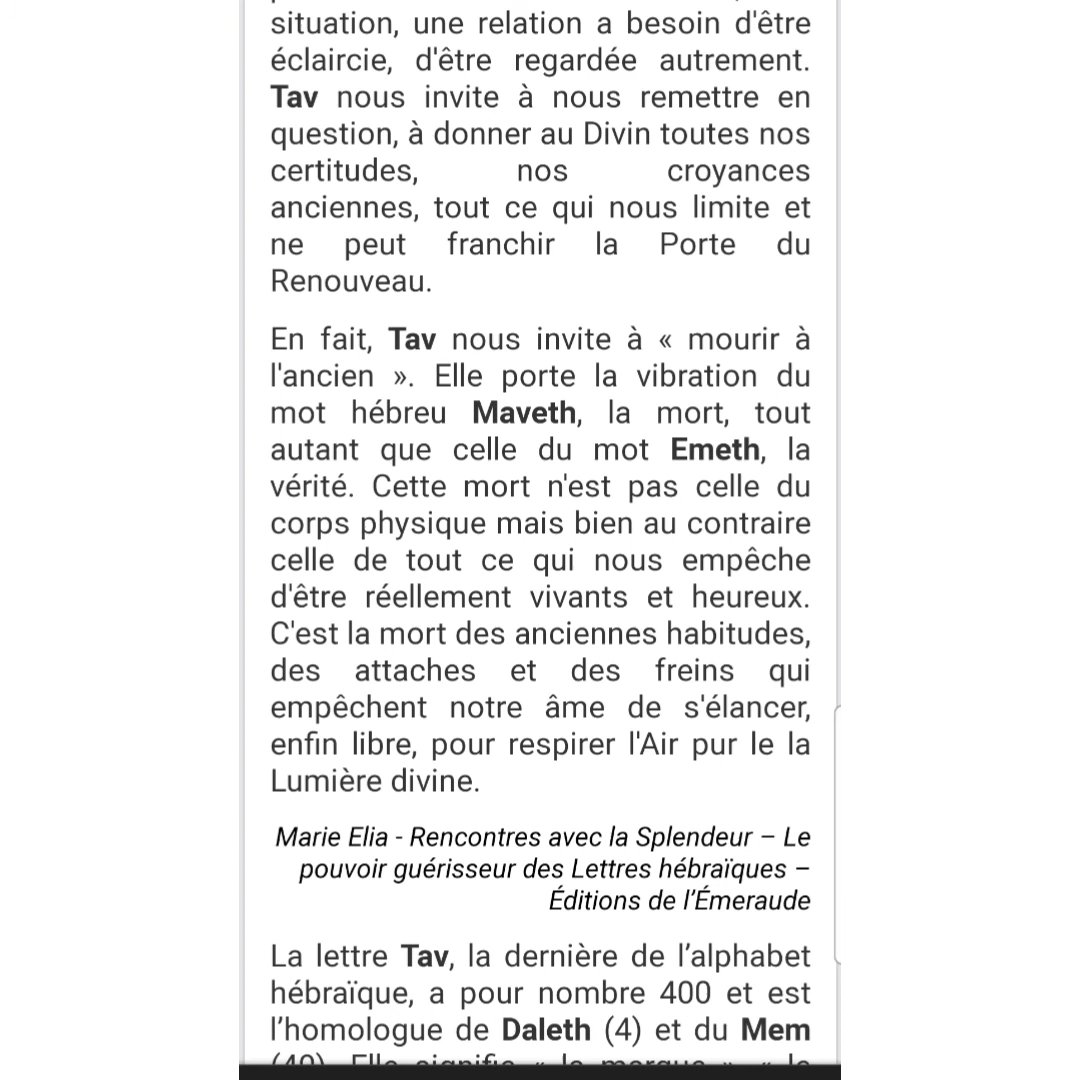 situation, une relation a besoin d'être
éclaircie, d'être regardée autrement.
Tav nous invite à nous remettre en
question, à donner au Divin toutes nos
certitudes, nos croyances
anciennes, tout ce qui nous limite et
ne peut franchir la Porte du
Renouveau.
En fait, Tav nous invite à « mourir à
l'ancien ». Elle porte la vibration du
mot hébreu Maveth, la mort, tout
autant que celle du mot Emeth, la
vérité. Cette mort n'est pas celle du
corps physique mais bien au contraire
celle de tout ce qui nous empêche
d'être réellement vivants et heureux.
C'est la mort des anciennes habitudes,
des attaches et des freins qui
empêchent notre âme de s'élancer,
enfin libre, pour respirer l'Air pur le la
Lumière divine.
Marie Elia - Rencontres avec la Splendeur – Le
pouvoir guérisseur des Lettres hébraïques –
Éditions de l’Émeraude
La lettre Tav, la dernière de l’alphabet
hébraïque, a pour nombre 400 et est
l’homologue de Daleth (4) et du Mem
(40). Elle signifie « la marque », « le